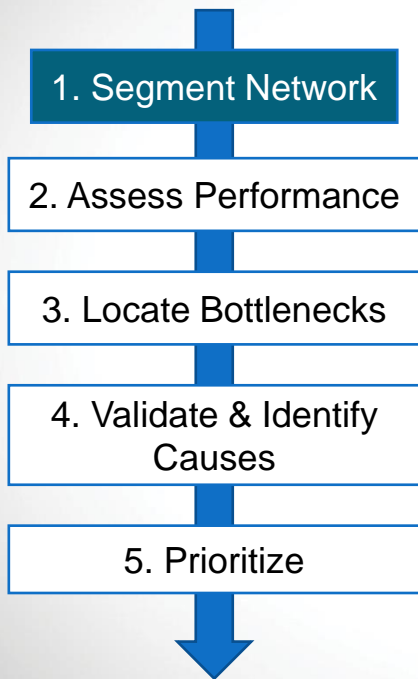 1. Segment Network
2. Assess Performance
3. Locate Bottlenecks
4. Validate & Identify
Causes
5. Prioritize